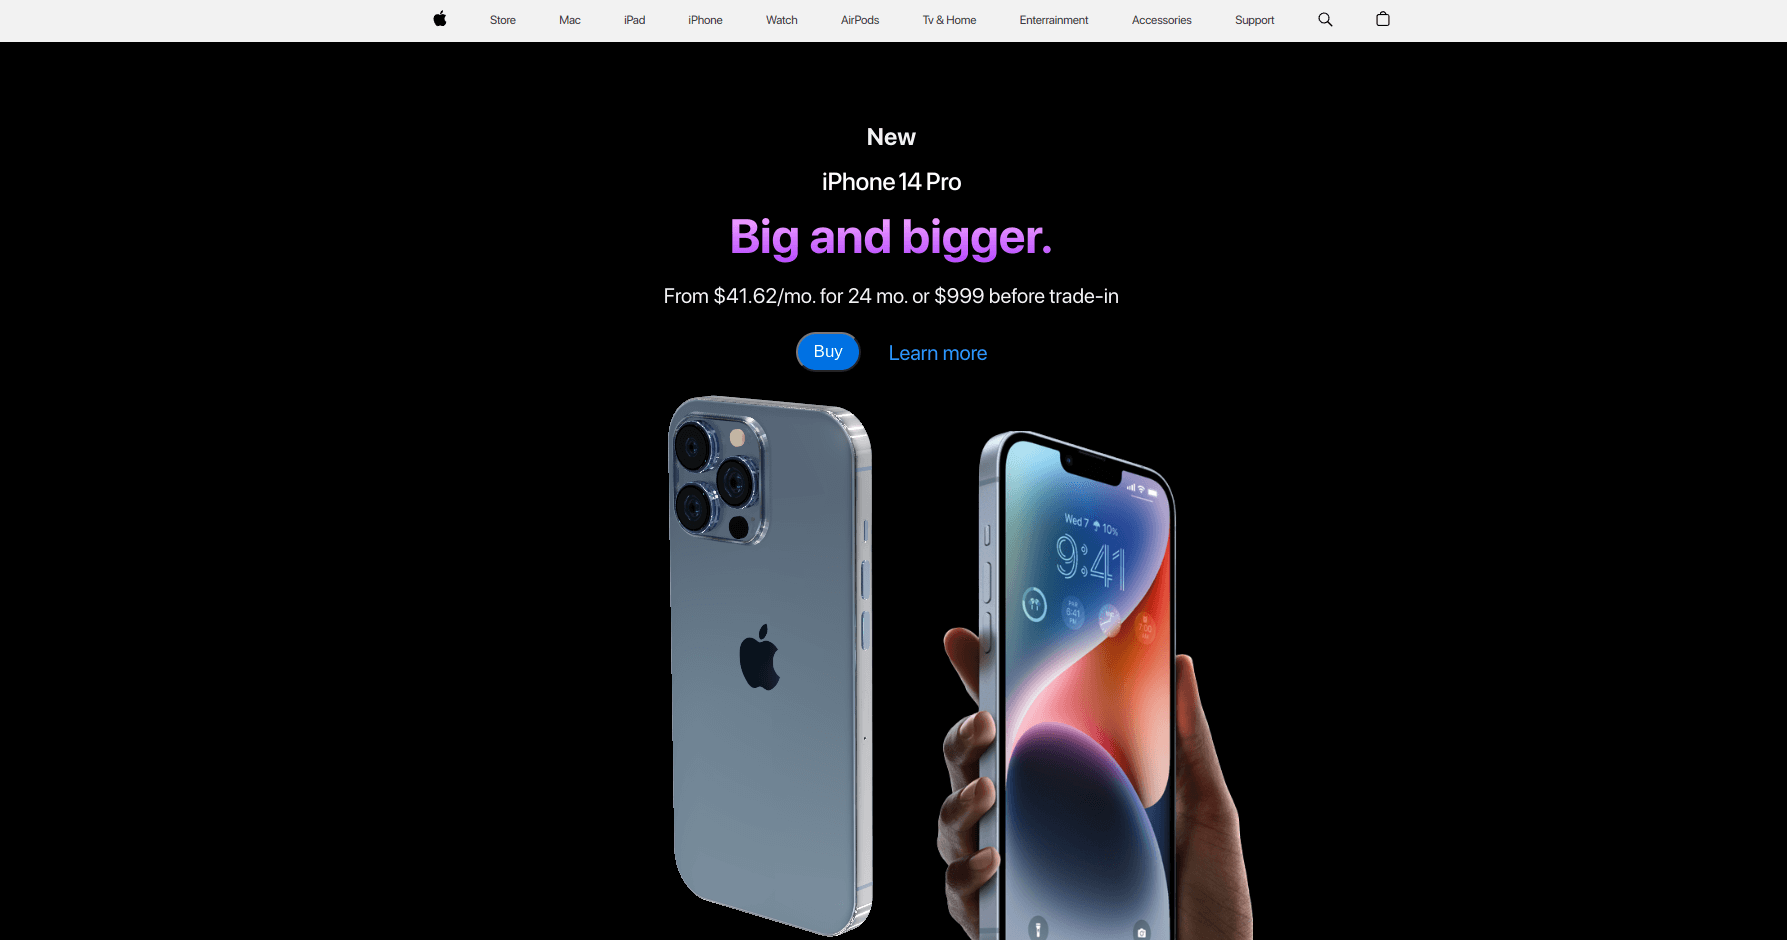 Store Mac iPad iPhone Watch AirPods Tv & Home Enterrainment Accessories Support
New
iPhone 14 Pro
Big and bigger.
From $41.62/mo. for 24 mo. or $999 before trade-in
Buy Learn more
Wed 7 10%
9:41